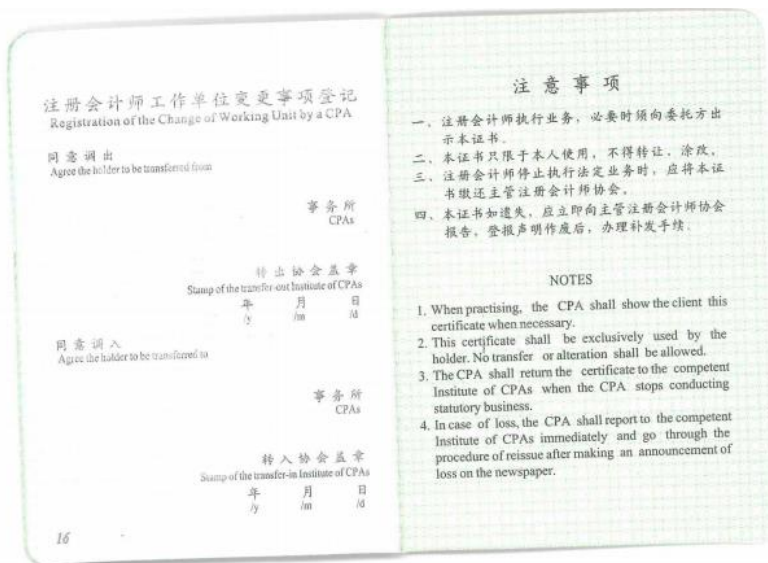 注册会计师工作单位变更事项登记
Registration of the Change of Working Unit by a CPA
同意调出
Agree the holder to be transferred from
事务所
CPAs
转出协会盖章
Stamp of the transfer-out Institute of CPAs
年 月 日
/y /m /d
同意调入
Agree the holder to be transferred to
事务所
CPAs
转入协会盖章
Stamp of the transfer-in Institute of CPAs
年 月 日
/y /m /d
16
注意事项
一、注册会计师执行业务，必要时须向委托方出
示本证书。
二、本证书只限于本人使用，不得转让、涂改。
三、注册会计师停止执行法定业务时，应将本证
书缴还主管注册会计师协会。
四、本证书如遗失，应立即向主管注册会计师协会
报告，登报声明作废后，办理补发手续。
NOTES
1. When practising, the CPA shall show the client this
certificate when necessary.
2. This certificate shall be exclusively used by the
holder. No transfer or alteration shall be allowed.
3. The CPA shall return the certificate to the competent
Institute of CPAs when the CPA stops conducting
statutory business.
4. In case of loss, the CPA shall report to the competent
Institute of CPAs immediately and go through the
procedure of reissue after making an announcement of
loss on the newspaper.